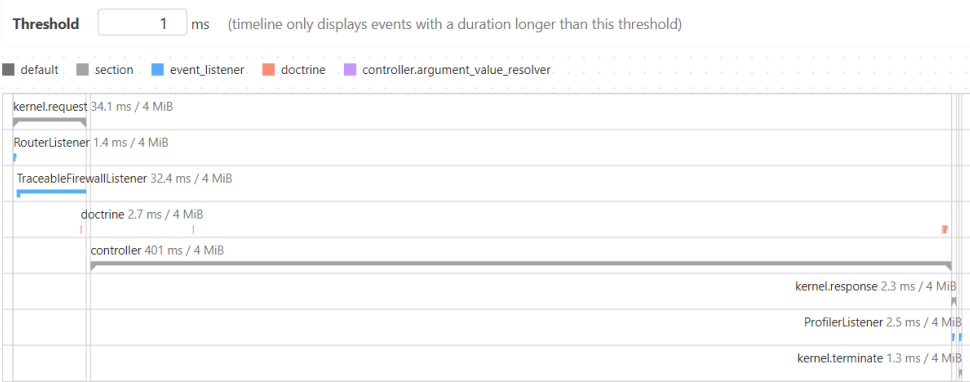 Threshold 1 ms (timeline only displays events with a duration longer than this threshold)
default section event_listener doctrine controller.argument_value_resolver
kernel.request 34.1 ms / 4 MiB
RouterListener 1.4 ms / 4 MiB
TraceableFirewallListener 32.4 ms / 4 MiB
doctrine 2.7 ms / 4 MiB
controller 401 ms / 4 MiB
kernel.response 2.3 ms / 4 MiB
ProfilerListener 2.5 ms / 4 MiB
kernel.terminate 1.3 ms / 4 MiB